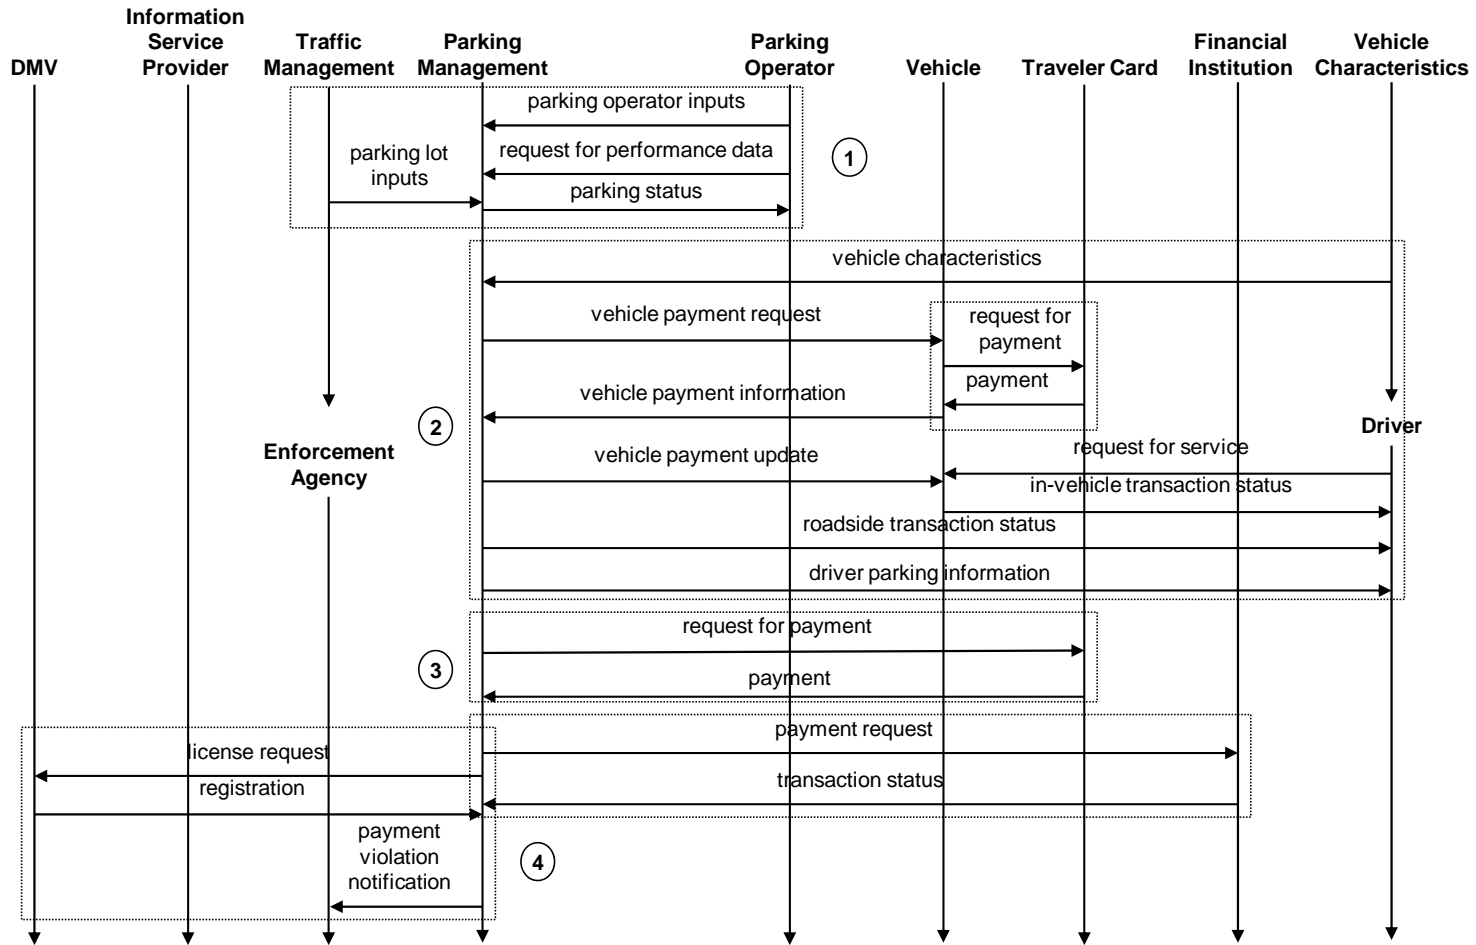 Information
Service
Provider
Traffic
Management
Parking
Management
Parking
Operator
Financial
Institution
Vehicle
Characteristics
DMV
Vehicle
Traveler Card
parking operator inputs
request for performance data
1
parking lot
inputs
parking status
vehicle characteristics
vehicle payment request
request for
payment
payment
vehicle payment information
2
Driver
Enforcement
Agency
request for service
vehicle payment update
in-vehicle transaction status
roadside transaction status
driver parking information
request for payment
3
payment
payment request
license request
transaction status
registration
payment
violation
notification
4